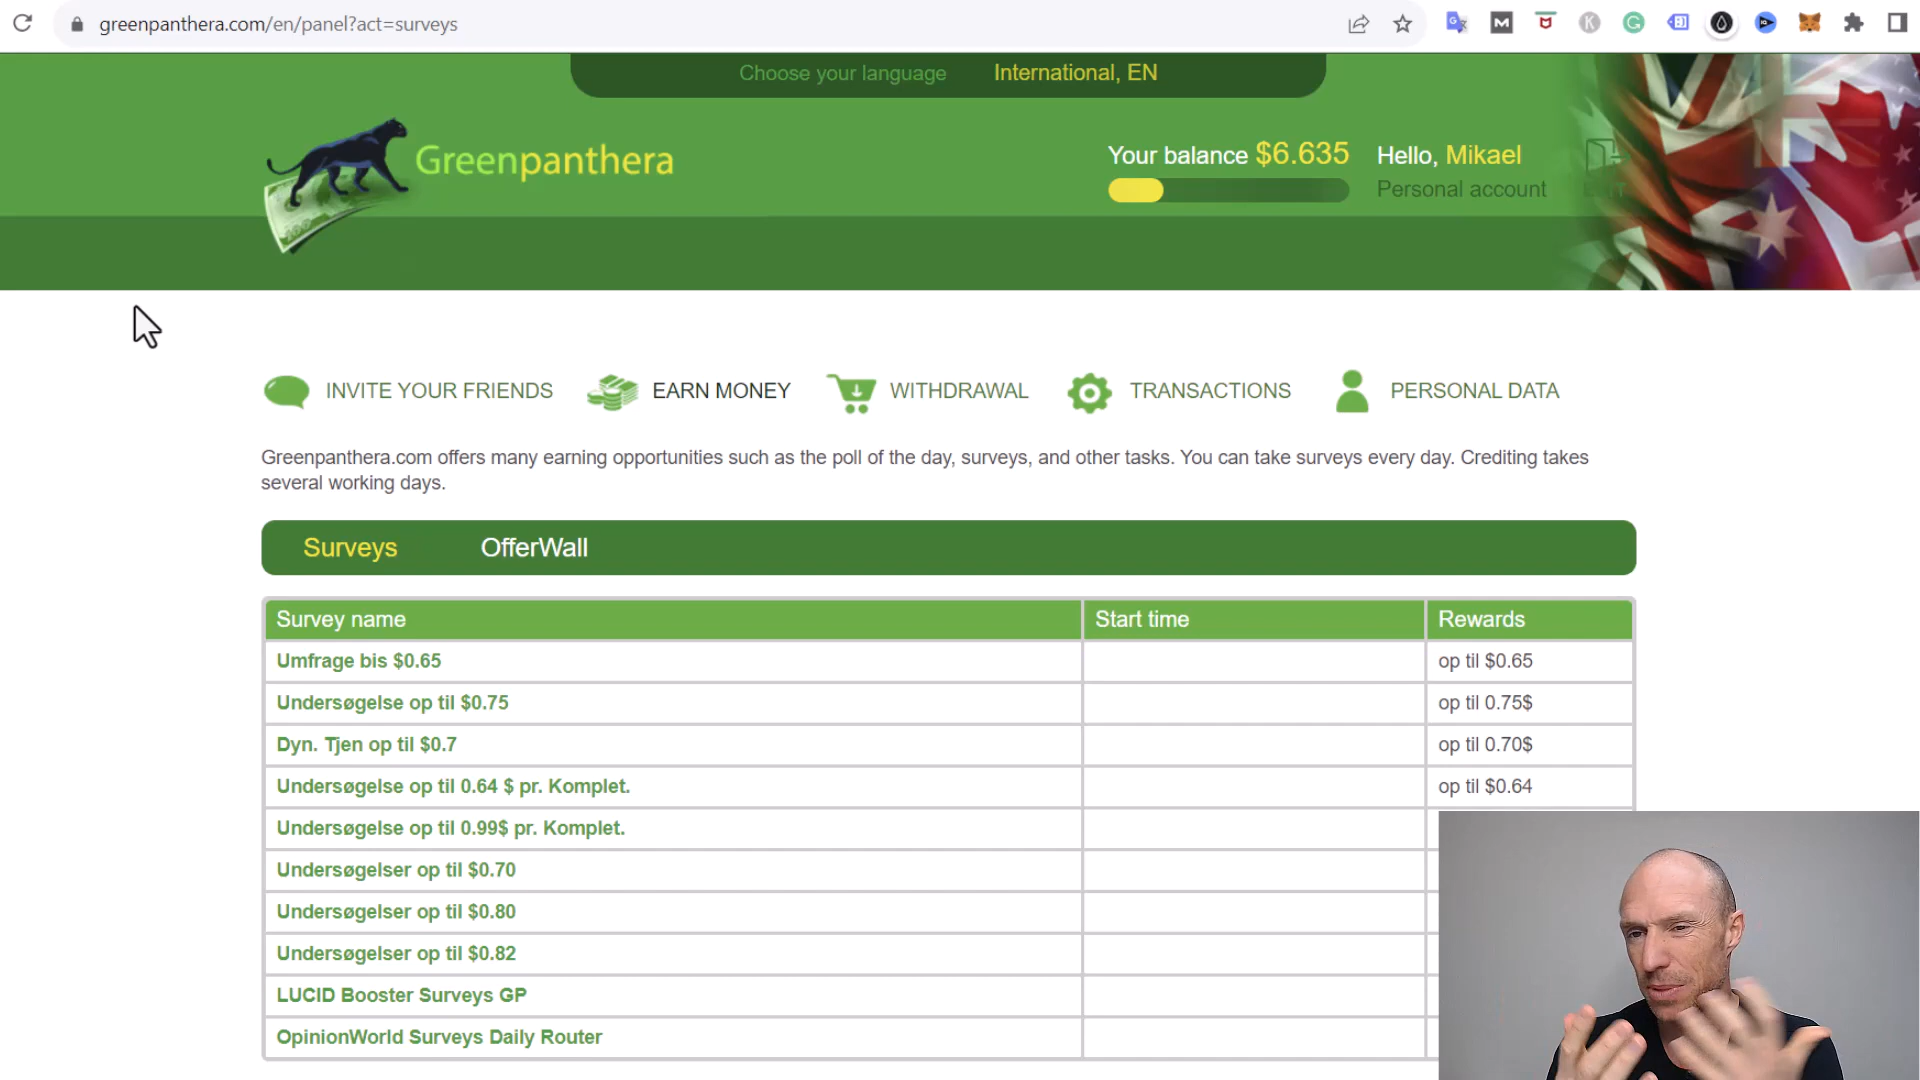 greenpanthera.com/en/panel?act=surveys
Choose your language International, EN
Greenpanthera
Your balance $6.635 Hello, Mikael
Personal account
INVITE YOUR FRIENDS EARN MONEY WITHDRAWAL TRANSACTIONS PERSONAL DATA
Greenpanthera.com offers many earning opportunities such as the poll of the day, surveys, and other tasks. You can take surveys every day. Crediting takes
several working days.
Surveys OfferWall
Survey name Start time Rewards
Umfrage bis $0.65 op til $0.65
Undersøgelse op til $0.75 op til 0.75$
Dyn. Tjen op til $0.7 op til 0.70$
Undersøgelse op til 0.64 $ pr. Komplet. op til $0.64
Undersøgelse op til 0.99$ pr. Komplet.
Undersøgelser op til $0.70
Undersøgelser op til $0.80
Undersøgelser op til $0.82
LUCID Booster Surveys GP
OpinionWorld Surveys Daily Router